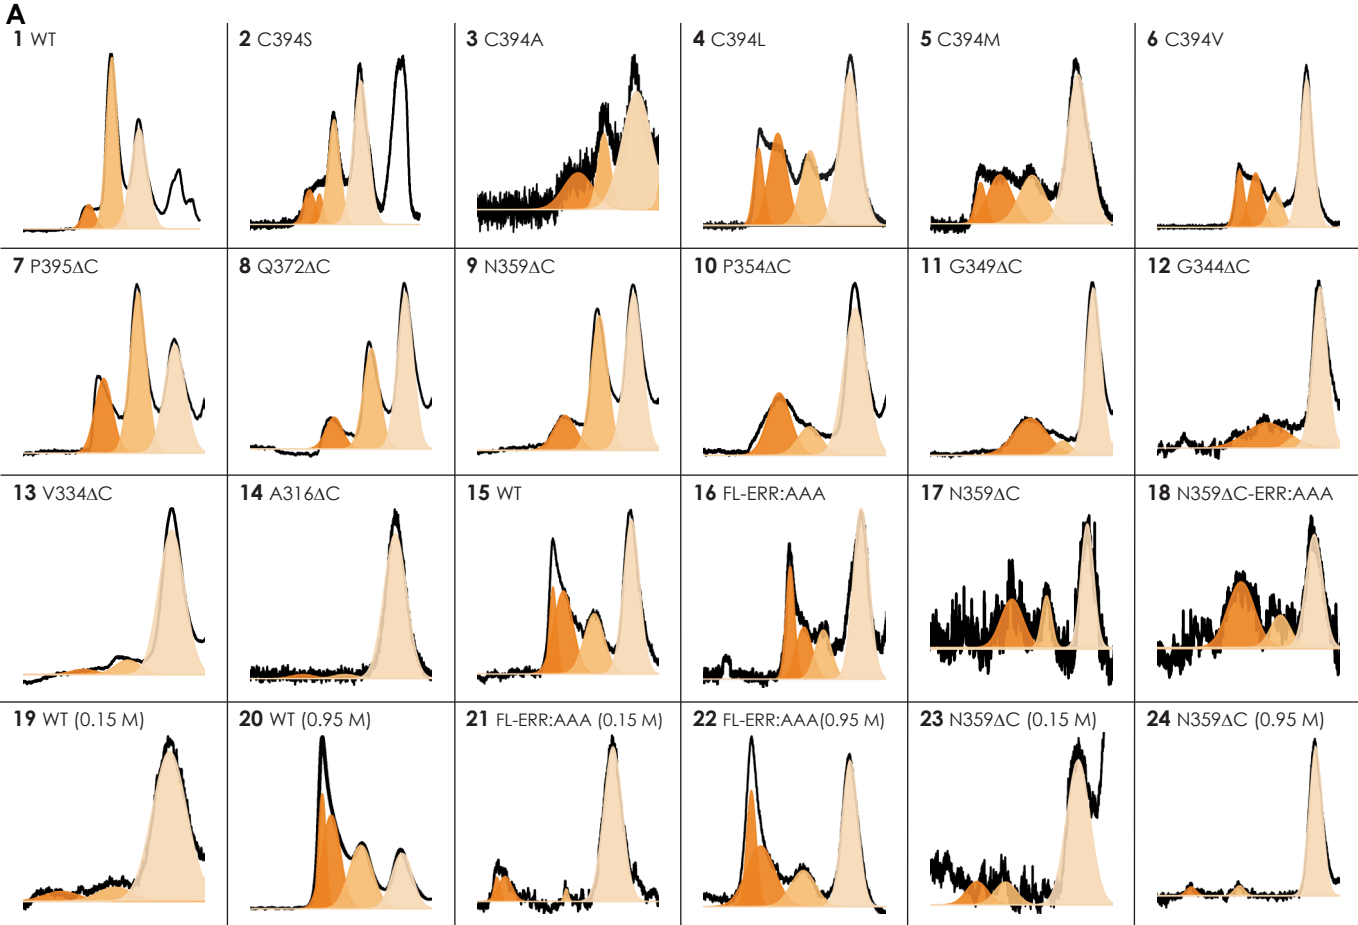 A
1 WT
2 C394S
3 C394A
4 C394L
5 C394M
6 C394V
7 P395ΔC
8 Q372ΔC
9 N359ΔC
10 P354ΔC
11 G349ΔC
12 G344ΔC
13 V334ΔC
14 A316ΔC
15 WT
16 FL-ERR:AAA
17 N359ΔC
18 N359ΔC-ERR:AAA
19 WT (0.15 M)
20 WT (0.95 M)
21 FL-ERR:AAA (0.15 M)
22 FL-ERR:AAA(0.95 M)
23 N359ΔC (0.15 M)
24 N359ΔC (0.95 M)